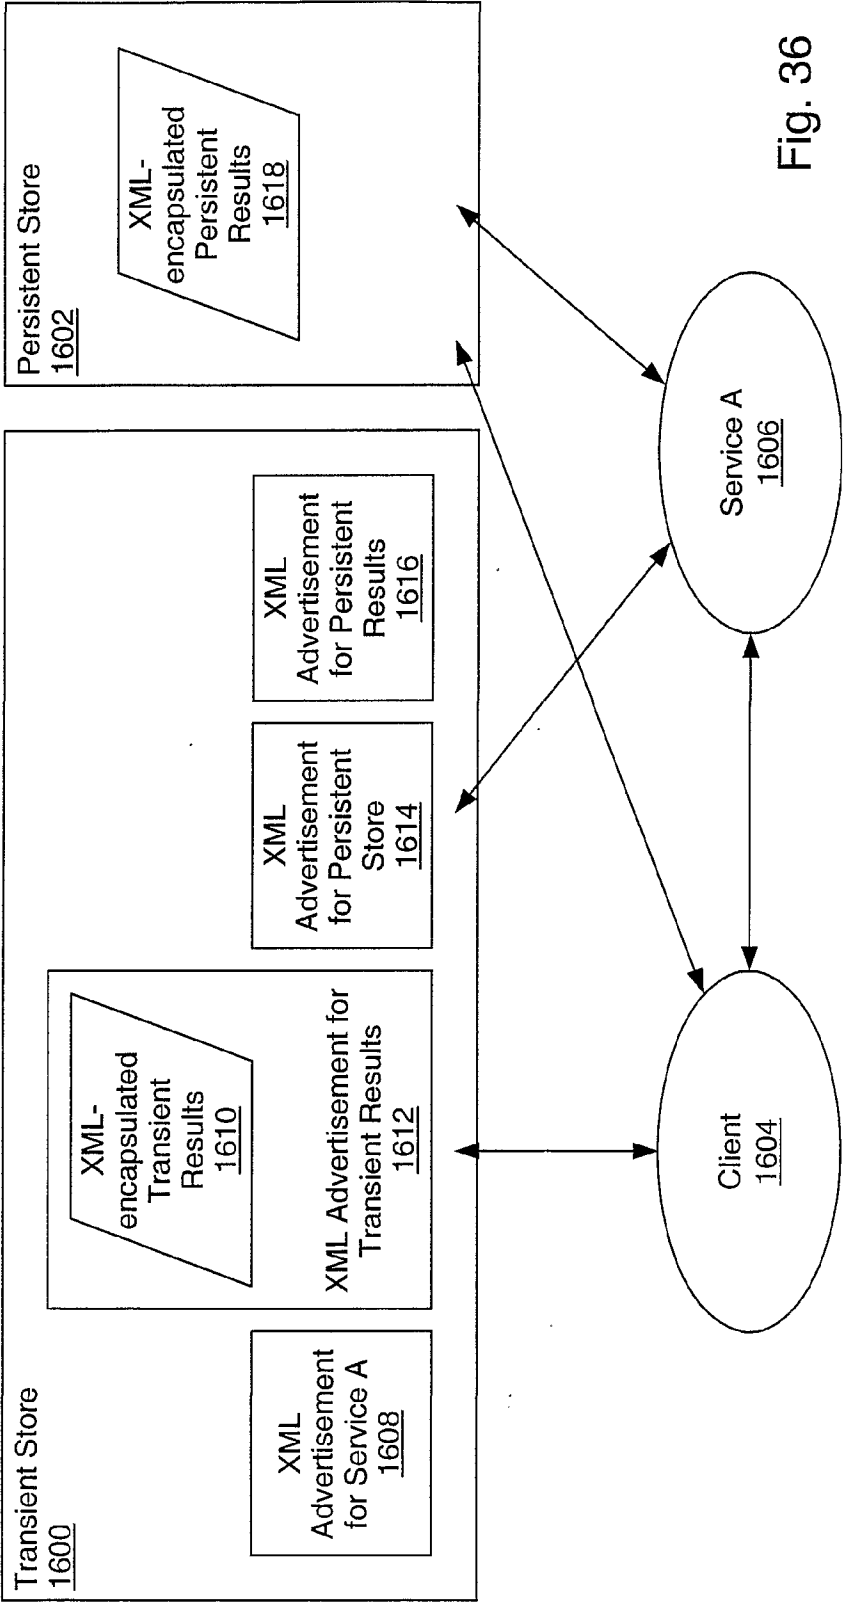 Transient Store
1600
XML
Advertisement
for Service A
1608
XML-
encapsulated
Transient
Results
1610
XML Advertisement for
Transient Results
1612
XML
Advertisement
for Persistent
Store
1614
XML
Advertisement
for Persistent
Results
1616
Persistent Store
1602
XML-
encapsulated
Persistent
Results
1618
Client
1604
Service A
1606
Fig. 36